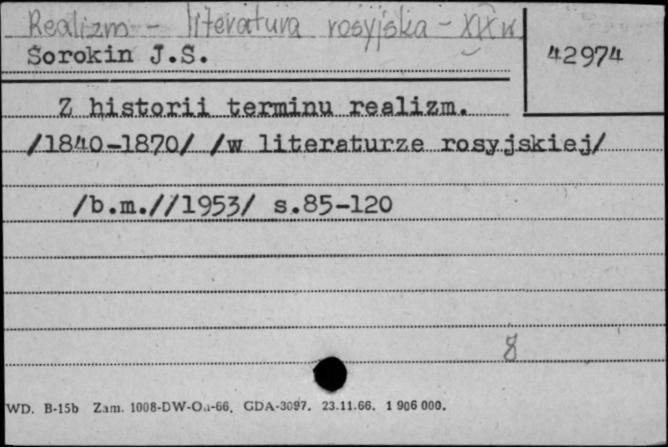 Realizm - literatura rosyjska - XIX w.
Sorokin J.S.
42974
Z historii terminu realizm.
/1840-1870/ /w literaturze rosyjskiej/
/b.m.//1953/ s.85-120
8
WD. B-15b Zam. 1008-DW-Oa-66. GDA-3097. 23.11.66. 1 906 000.